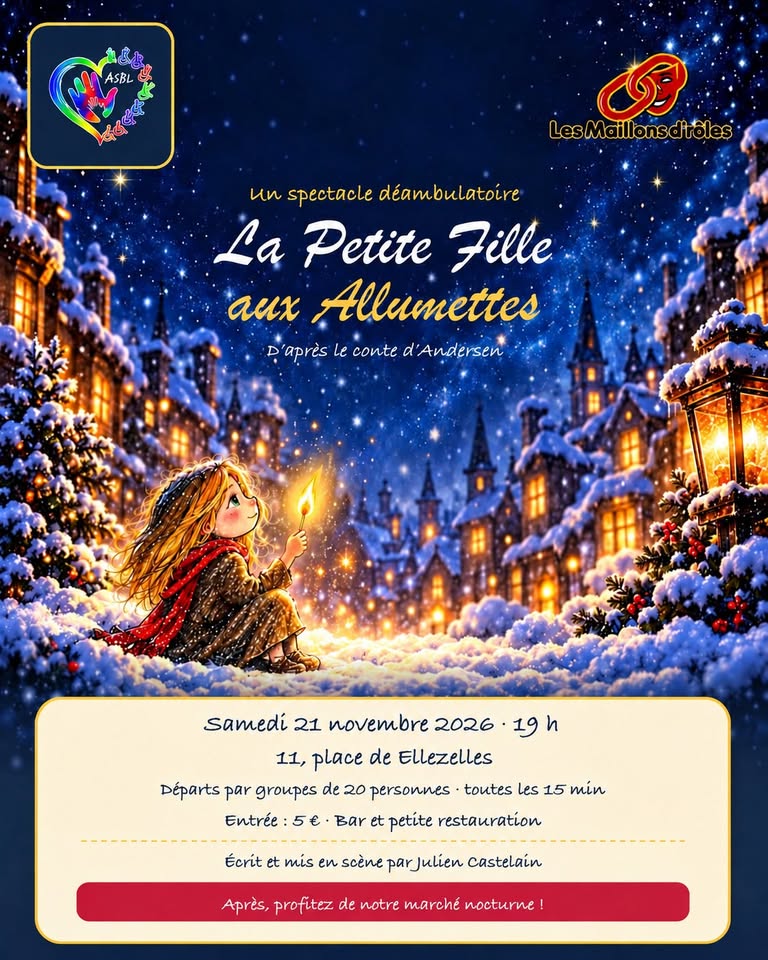 ASBL
Les Maillons dirôles
Un spectacle déambulatoire
La Petite Fille
aux Allumettes
D'après le conte d'Andersen
Samedi 21 novembre 2026 · 19 h
11, place de Ellezelles
Départs par groupes de 20 personnes · toutes les 15 min
Entrée : 5 € · Bar et petite restauration
Écrit et mis en scène par Julien Castelain
Après, profitez de notre marché nocturne !